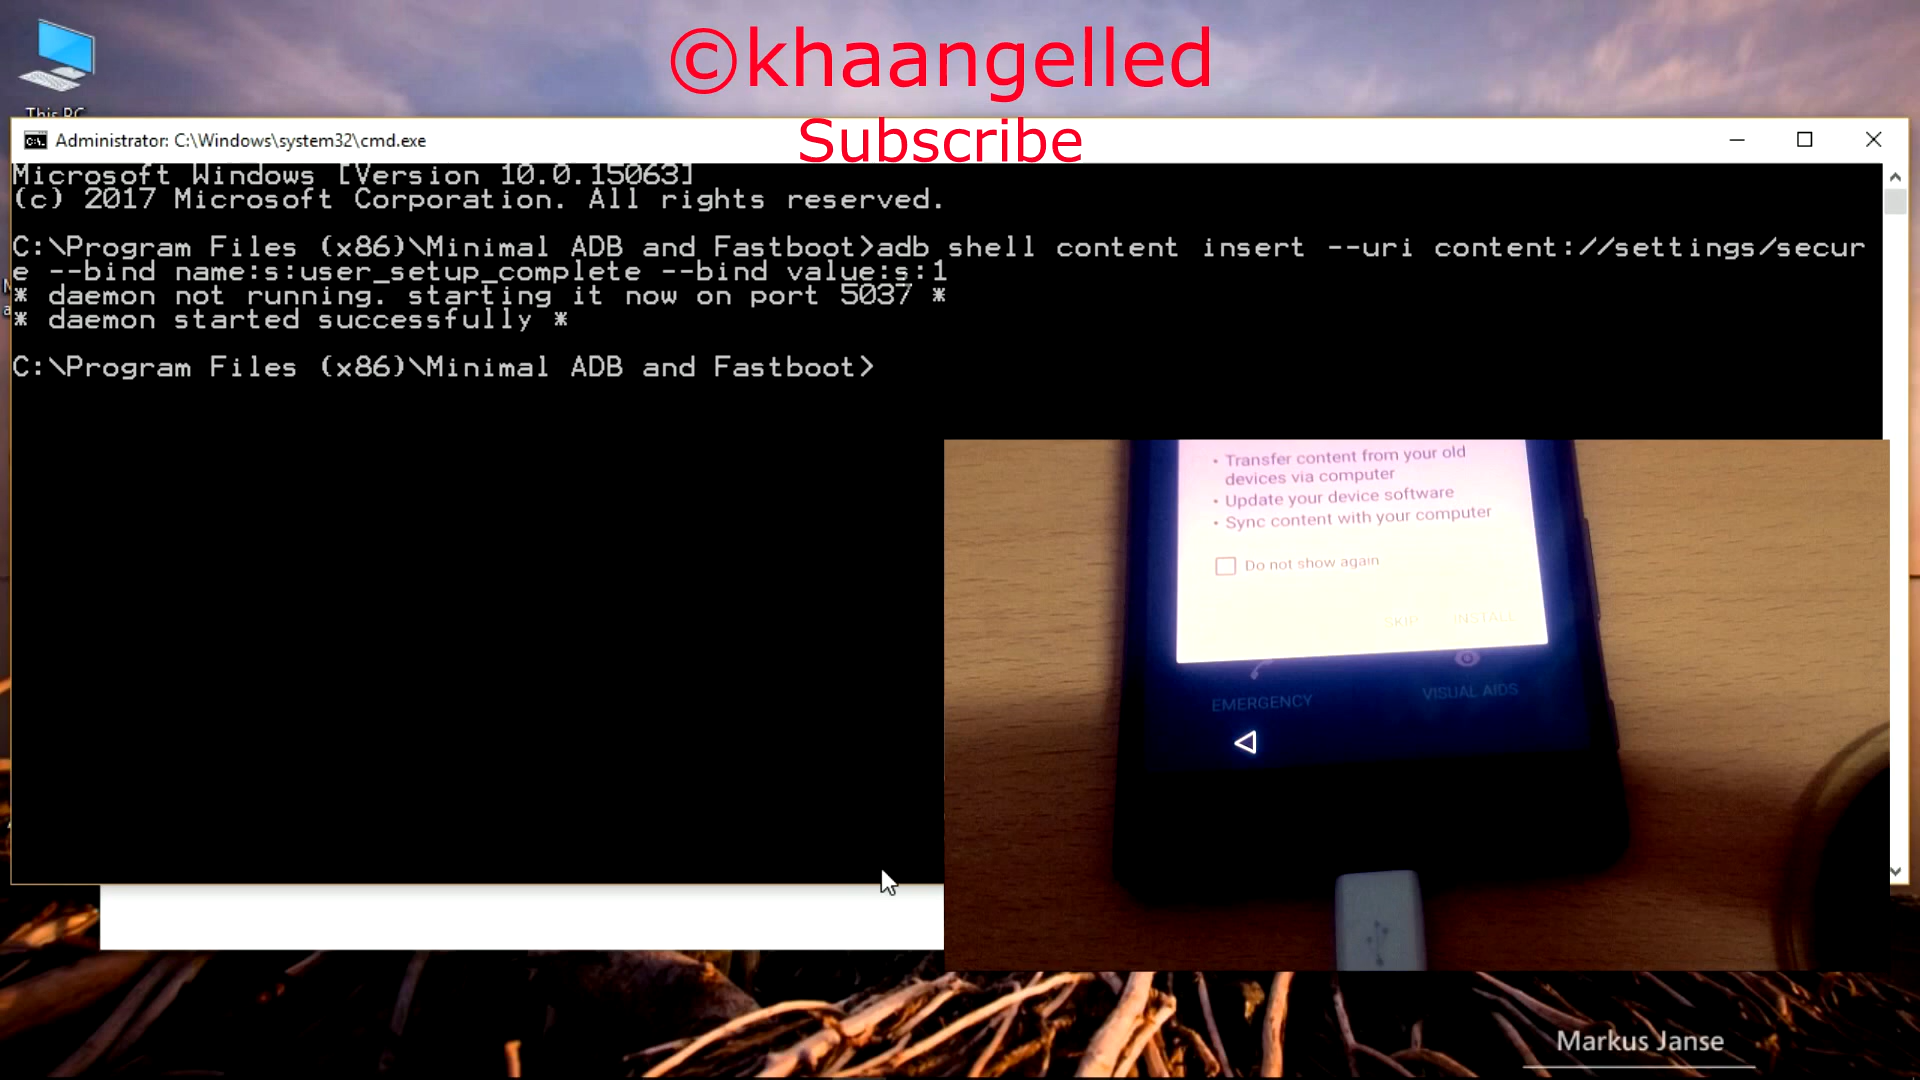 ©khaangelled
Subscribe
This PC
Administrator: C:\Windows\system32\cmd.exe
Microsoft Windows [Version 10.0.15063]
(c) 2017 Microsoft Corporation. All rights reserved.
C:\Program Files (x86)\Minimal ADB and Fastboot>adb shell content insert --uri content://settings/secur
e --bind name:s:user_setup_complete --bind value:s:1
* daemon not running. starting it now on port 5037 *
* daemon started successfully *
C:\Program Files (x86)\Minimal ADB and Fastboot>
• Transfer content from your old
devices via computer
• Update your device software
• Sync content with your computer
Do not show again
SKIP INSTALL
EMERGENCY VISUAL AIDS
Markus Janse